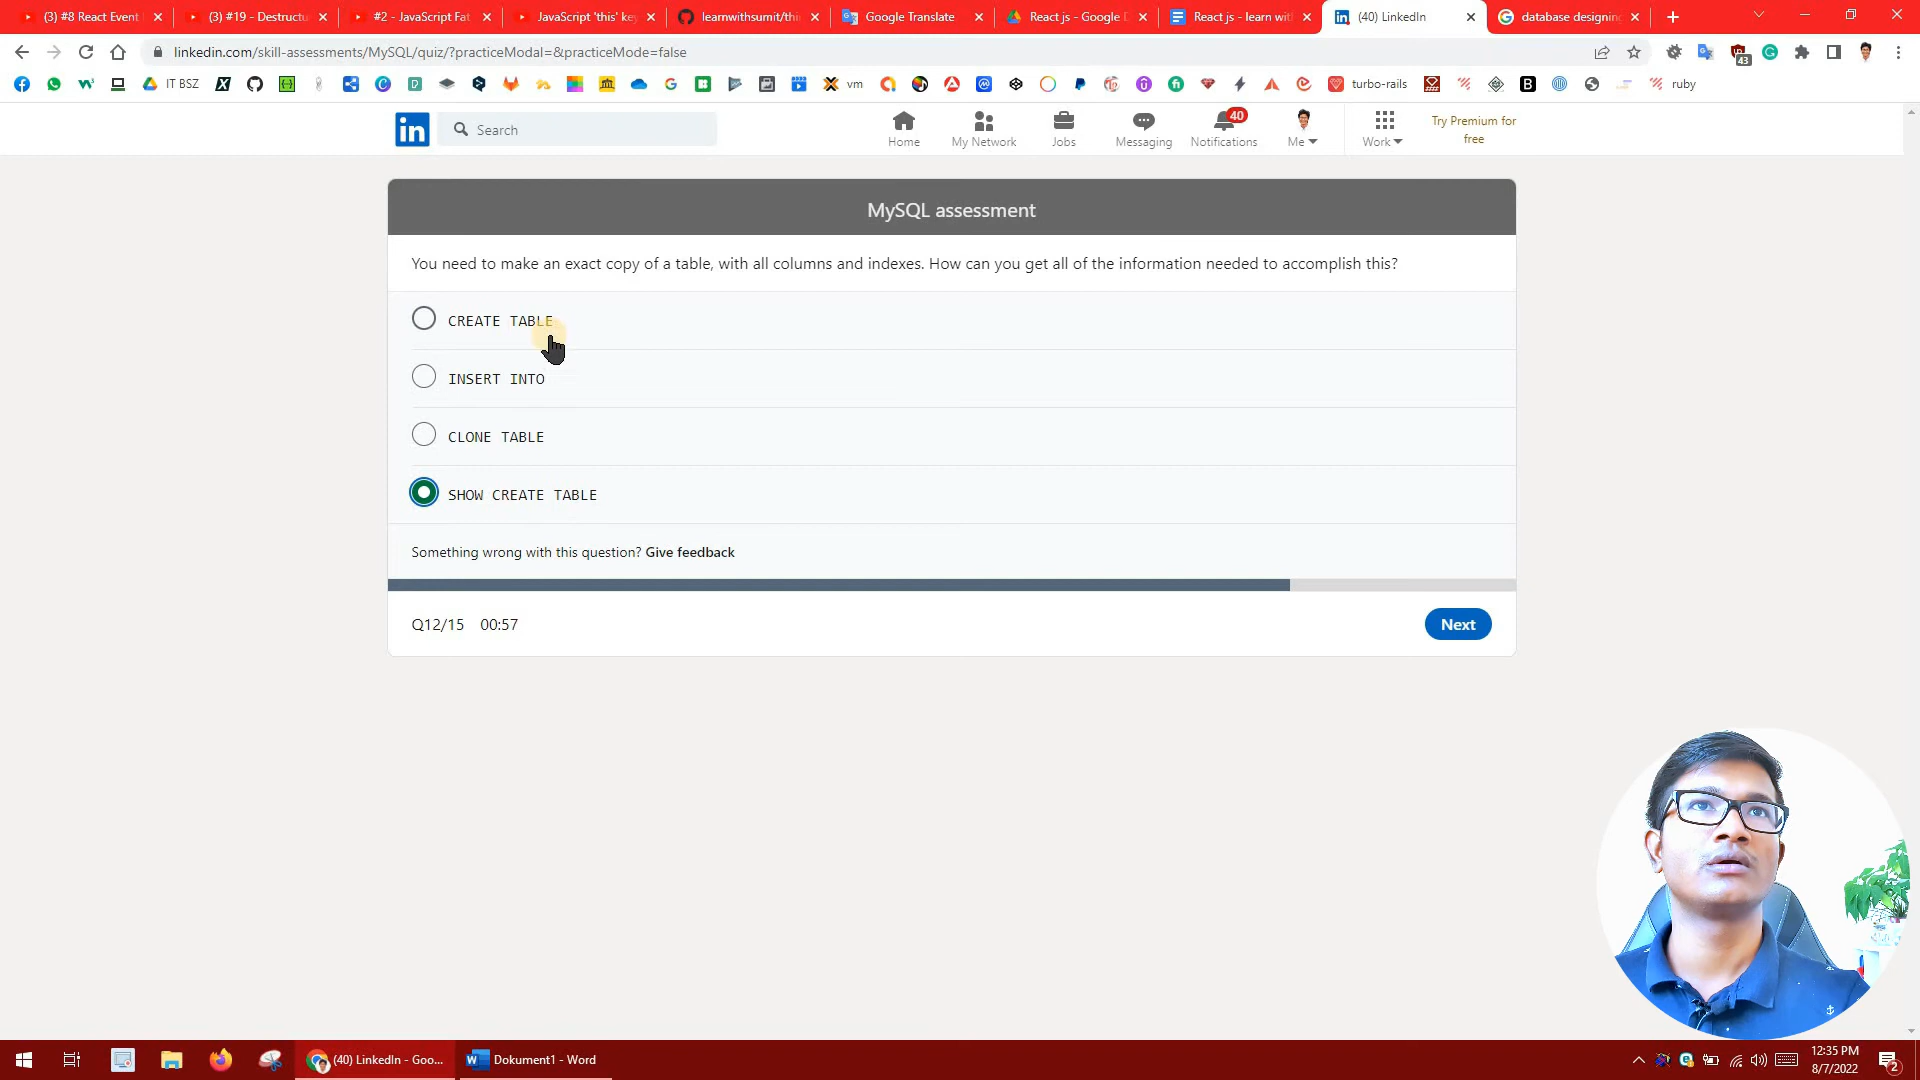 (3) #8 React Event
(3) #19 - Destructu
#2 - JavaScript Fat
JavaScript 'this' key
learnwithsumit/thi
Google Translate
React js - Google D
React js - learn wit
(40) LinkedIn
database designing
linkedin.com/skill-assessments/MySQL/quiz/?practiceModal=&practiceMode=false
43
IT BSZ
vm
turbo-rails
ruby
in
Search
Home
My Network
Jobs
Messaging
40
Notifications
Me
Work
Try Premium for
free
MySQL assessment
You need to make an exact copy of a table, with all columns and indexes. How can you get all of the information needed to accomplish this?
CREATE TABLE
INSERT INTO
CLONE TABLE
SHOW CREATE TABLE
Something wrong with this question? Give feedback
Q12/15 00:57
Next
(40) LinkedIn - Goo...
Dokument1 - Word
12:35 PM
8/7/2022
2